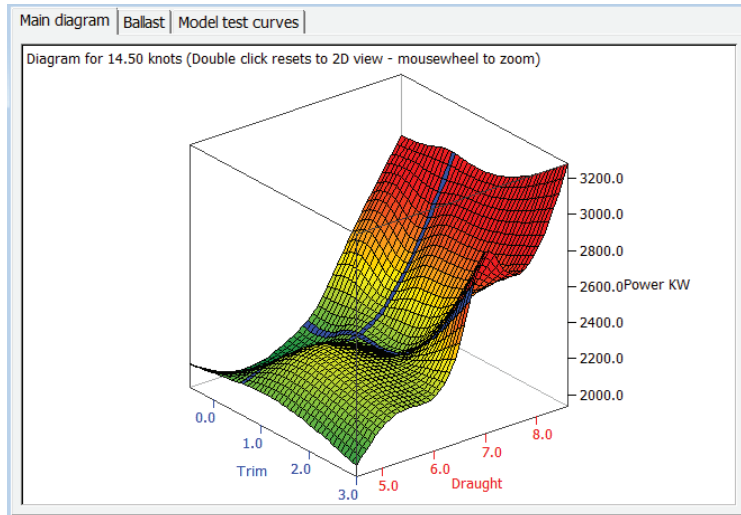 Main diagram Ballast Model test curves
Diagram for 14.50 knots (Double click resets to 2D view - mousewheel to zoom)
3200.0
3000.0
2800.0
2600.0 Power KW
2400.0
2200.0
2000.0
0.0
1.0
2.0
3.0
Trim
5.0
6.0
7.0
8.0
Draught